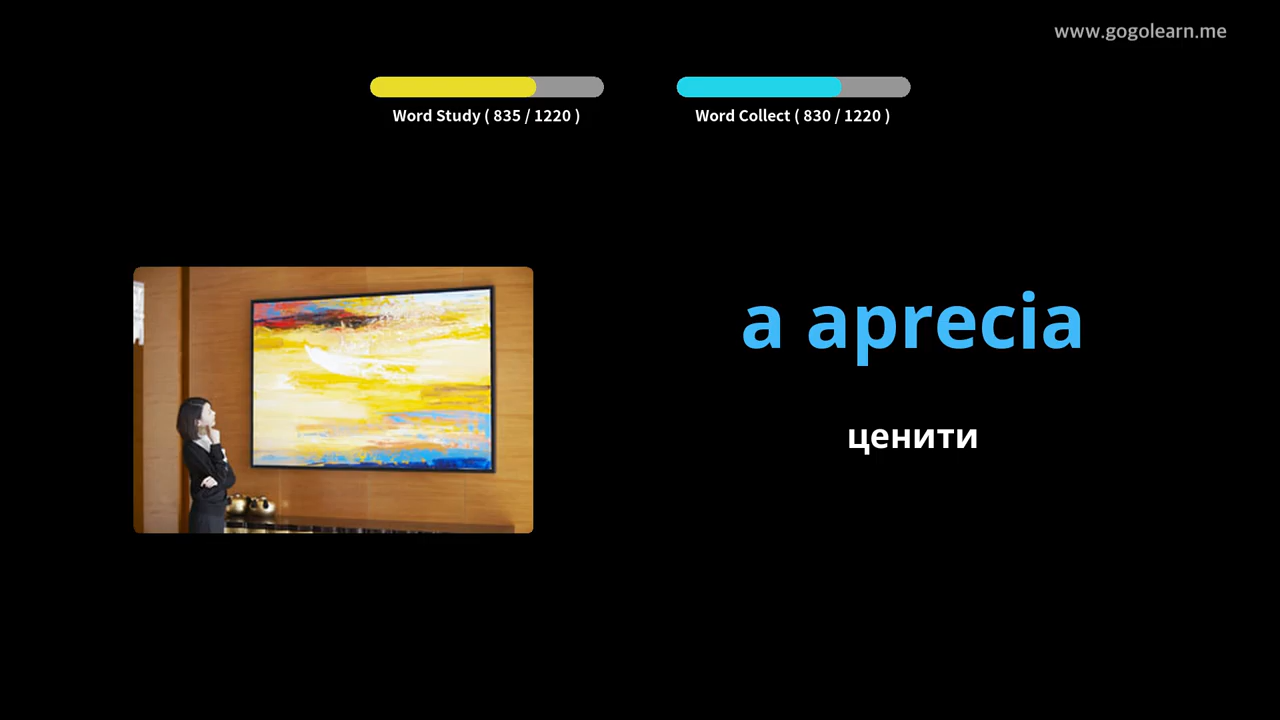 www.gogolearn.me
Word Study ( 835 / 1220 )
Word Collect ( 830 / 1220 )
a aprecia
ценити